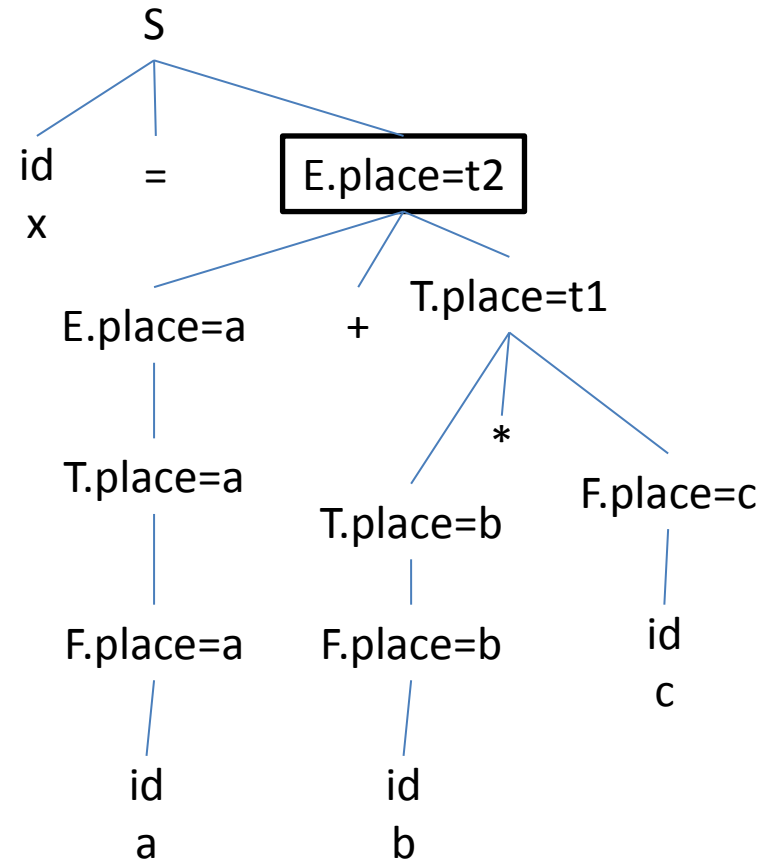 S
id
x
=
E.place=t2
E.place=a
+
T.place=t1
T.place=a
T.place=b
*
F.place=c
F.place=a
F.place=b
id
c
id
a
id
b